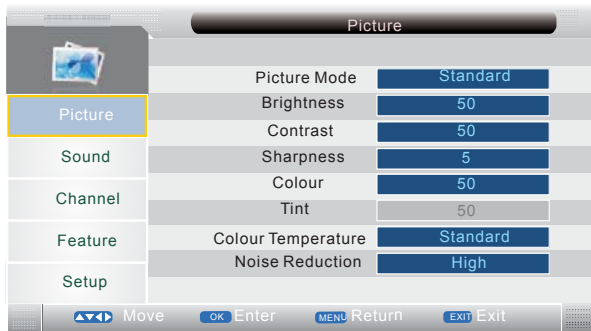 Picture
Picture Mode Standard
Brightness 50
Contrast 50
Sharpness 5
Colour 50
Tint 50
Colour Temperature Standard
Noise Reduction High
Picture
Sound
Channel
Feature
Setup
Move OK Enter MENU Return EXIT Exit